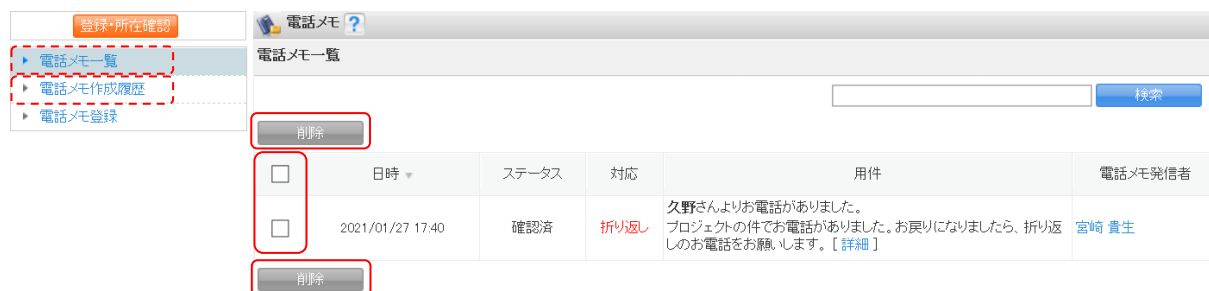 登録・所在確認
電話メモ一覧
電話メモ作成履歴
電話メモ登録
電話メモ ?
電話メモ一覧
検索
削除
日時 ステータス 対応 用件 電話メモ発信者
2021/01/27 17:40 確認済 折り返し
久野さんよりお電話がありました。
プロジェクトの件でお電話がありました。お戻りになりましたら、折り返
しのお電話をお願いします。 [ 詳細 ]
宮崎 貴生
削除